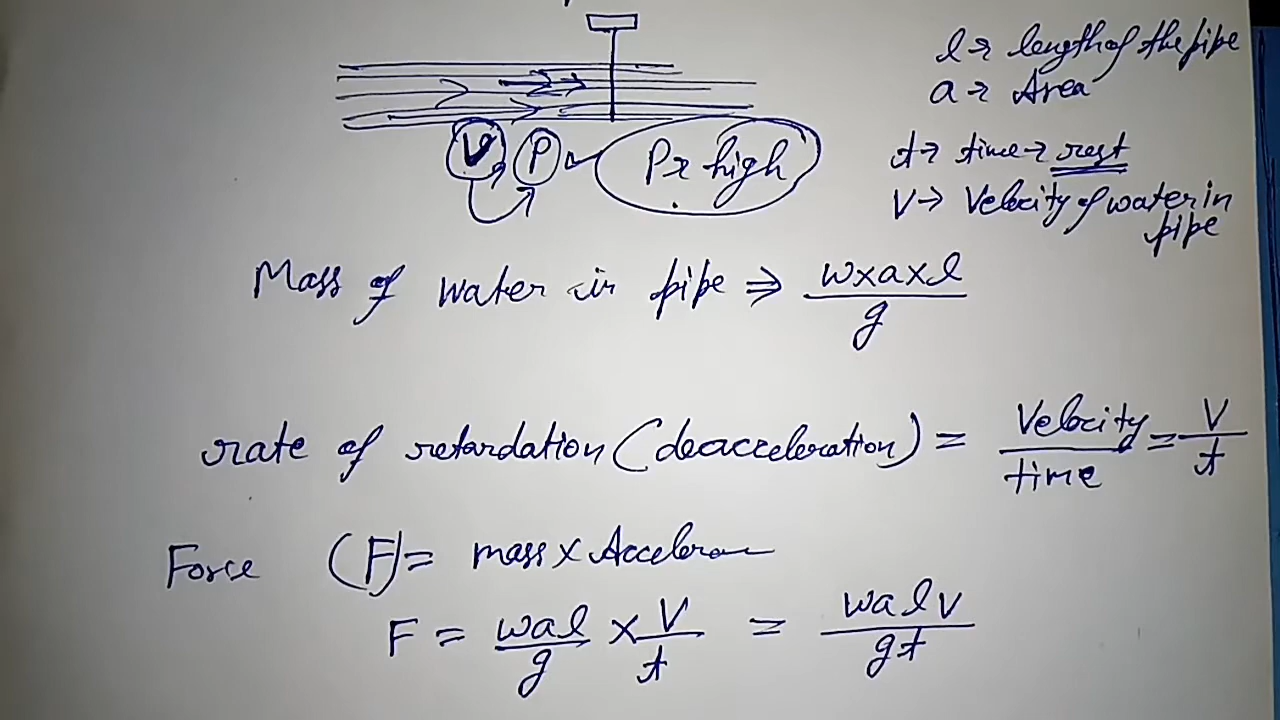 l → length of the pipe
a → Area
t → time → rest
V → Velocity of water in pipe
V P Pr high
Mass of water in pipe ⇒ w×a×l / g
rate of retardation (deacceleration) = Velocity / time = V / t
Force (F) = mass × Acceleran
F = wal / g × V / t = walv / gt